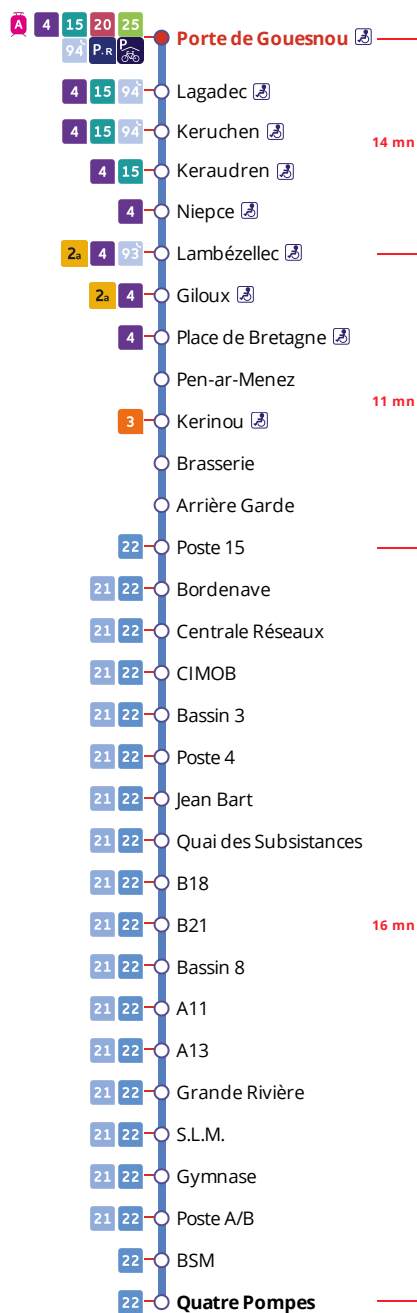 A 4 15 20 25
Porte de Gouesnou
94 P.R P
4 15 94 Lagadec
4 15 94 Keruchen
14 mn
4 15 Keraudren
4 Niepce
2a 4 93 Lambézellec
2a 4 Giloux
4 Place de Bretagne
Pen-ar-Menez
11 mn
3 Kerinou
Brasserie
Arrière Garde
22 Poste 15
21 22 Bordenave
21 22 Centrale Réseaux
21 22 CIMOB
21 22 Bassin 3
21 22 Poste 4
21 22 Jean Bart
21 22 Quai des Subsistances
21 22 B18
21 22 B21
16 mn
21 22 Bassin 8
21 22 A11
21 22 A13
21 22 Grande Rivière
21 22 S.L.M.
21 22 Gymnase
21 22 Poste A/B
22 BSM
22 Quatre Pompes